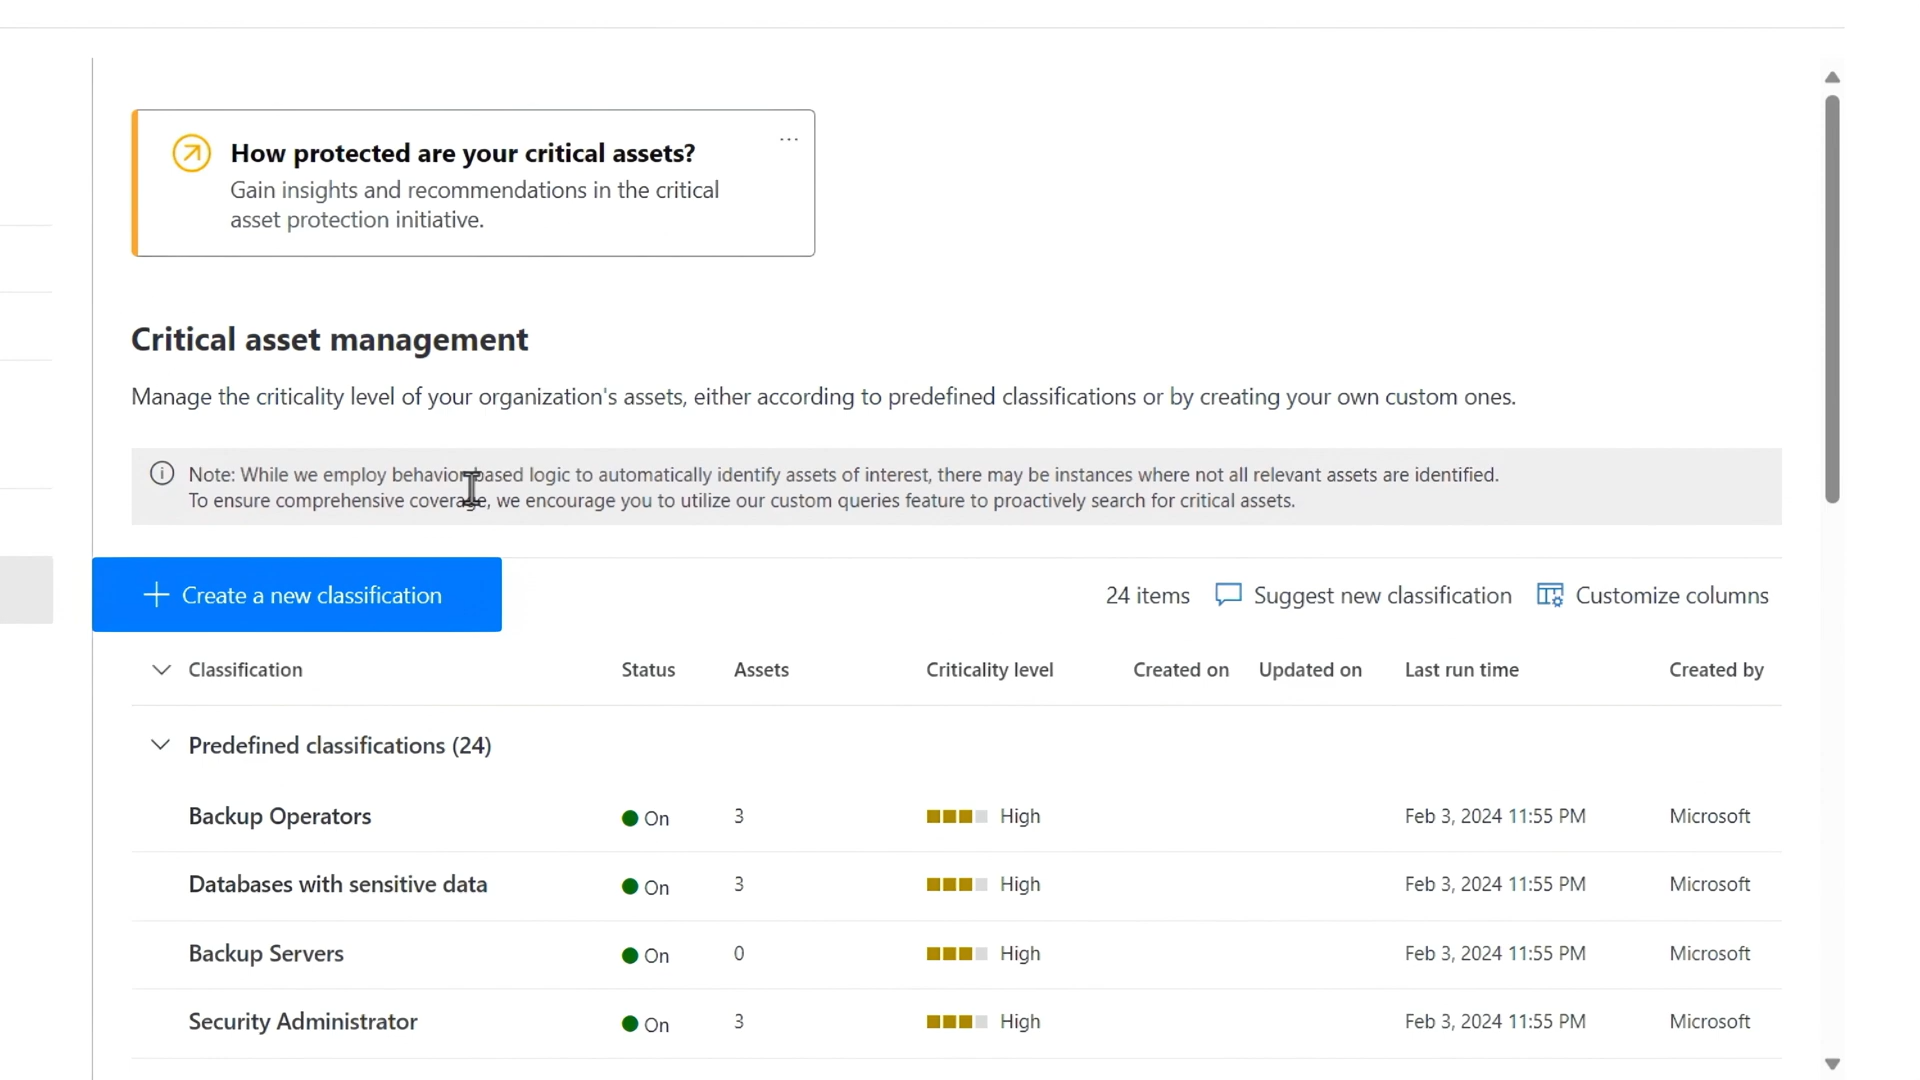 How protected are your critical assets?
...
Gain insights and recommendations in the critical
asset protection initiative.
Critical asset management
Manage the criticality level of your organization's assets, either according to predefined classifications or by creating your own custom ones.
Note: While we employ behavior-based logic to automatically identify assets of interest, there may be instances where not all relevant assets are identified.
To ensure comprehensive coverage, we encourage you to utilize our custom queries feature to proactively search for critical assets.
Create a new classification 24 items Suggest new classification Customize columns
Classification Status Assets Criticality level Created on Updated on Last run time Created by
Predefined classifications (24)
Backup Operators On 3 High Feb 3, 2024 11:55 PM Microsoft
Databases with sensitive data On 3 High Feb 3, 2024 11:55 PM Microsoft
Backup Servers On 0 High Feb 3, 2024 11:55 PM Microsoft
Security Administrator On 3 High Feb 3, 2024 11:55 PM Microsoft